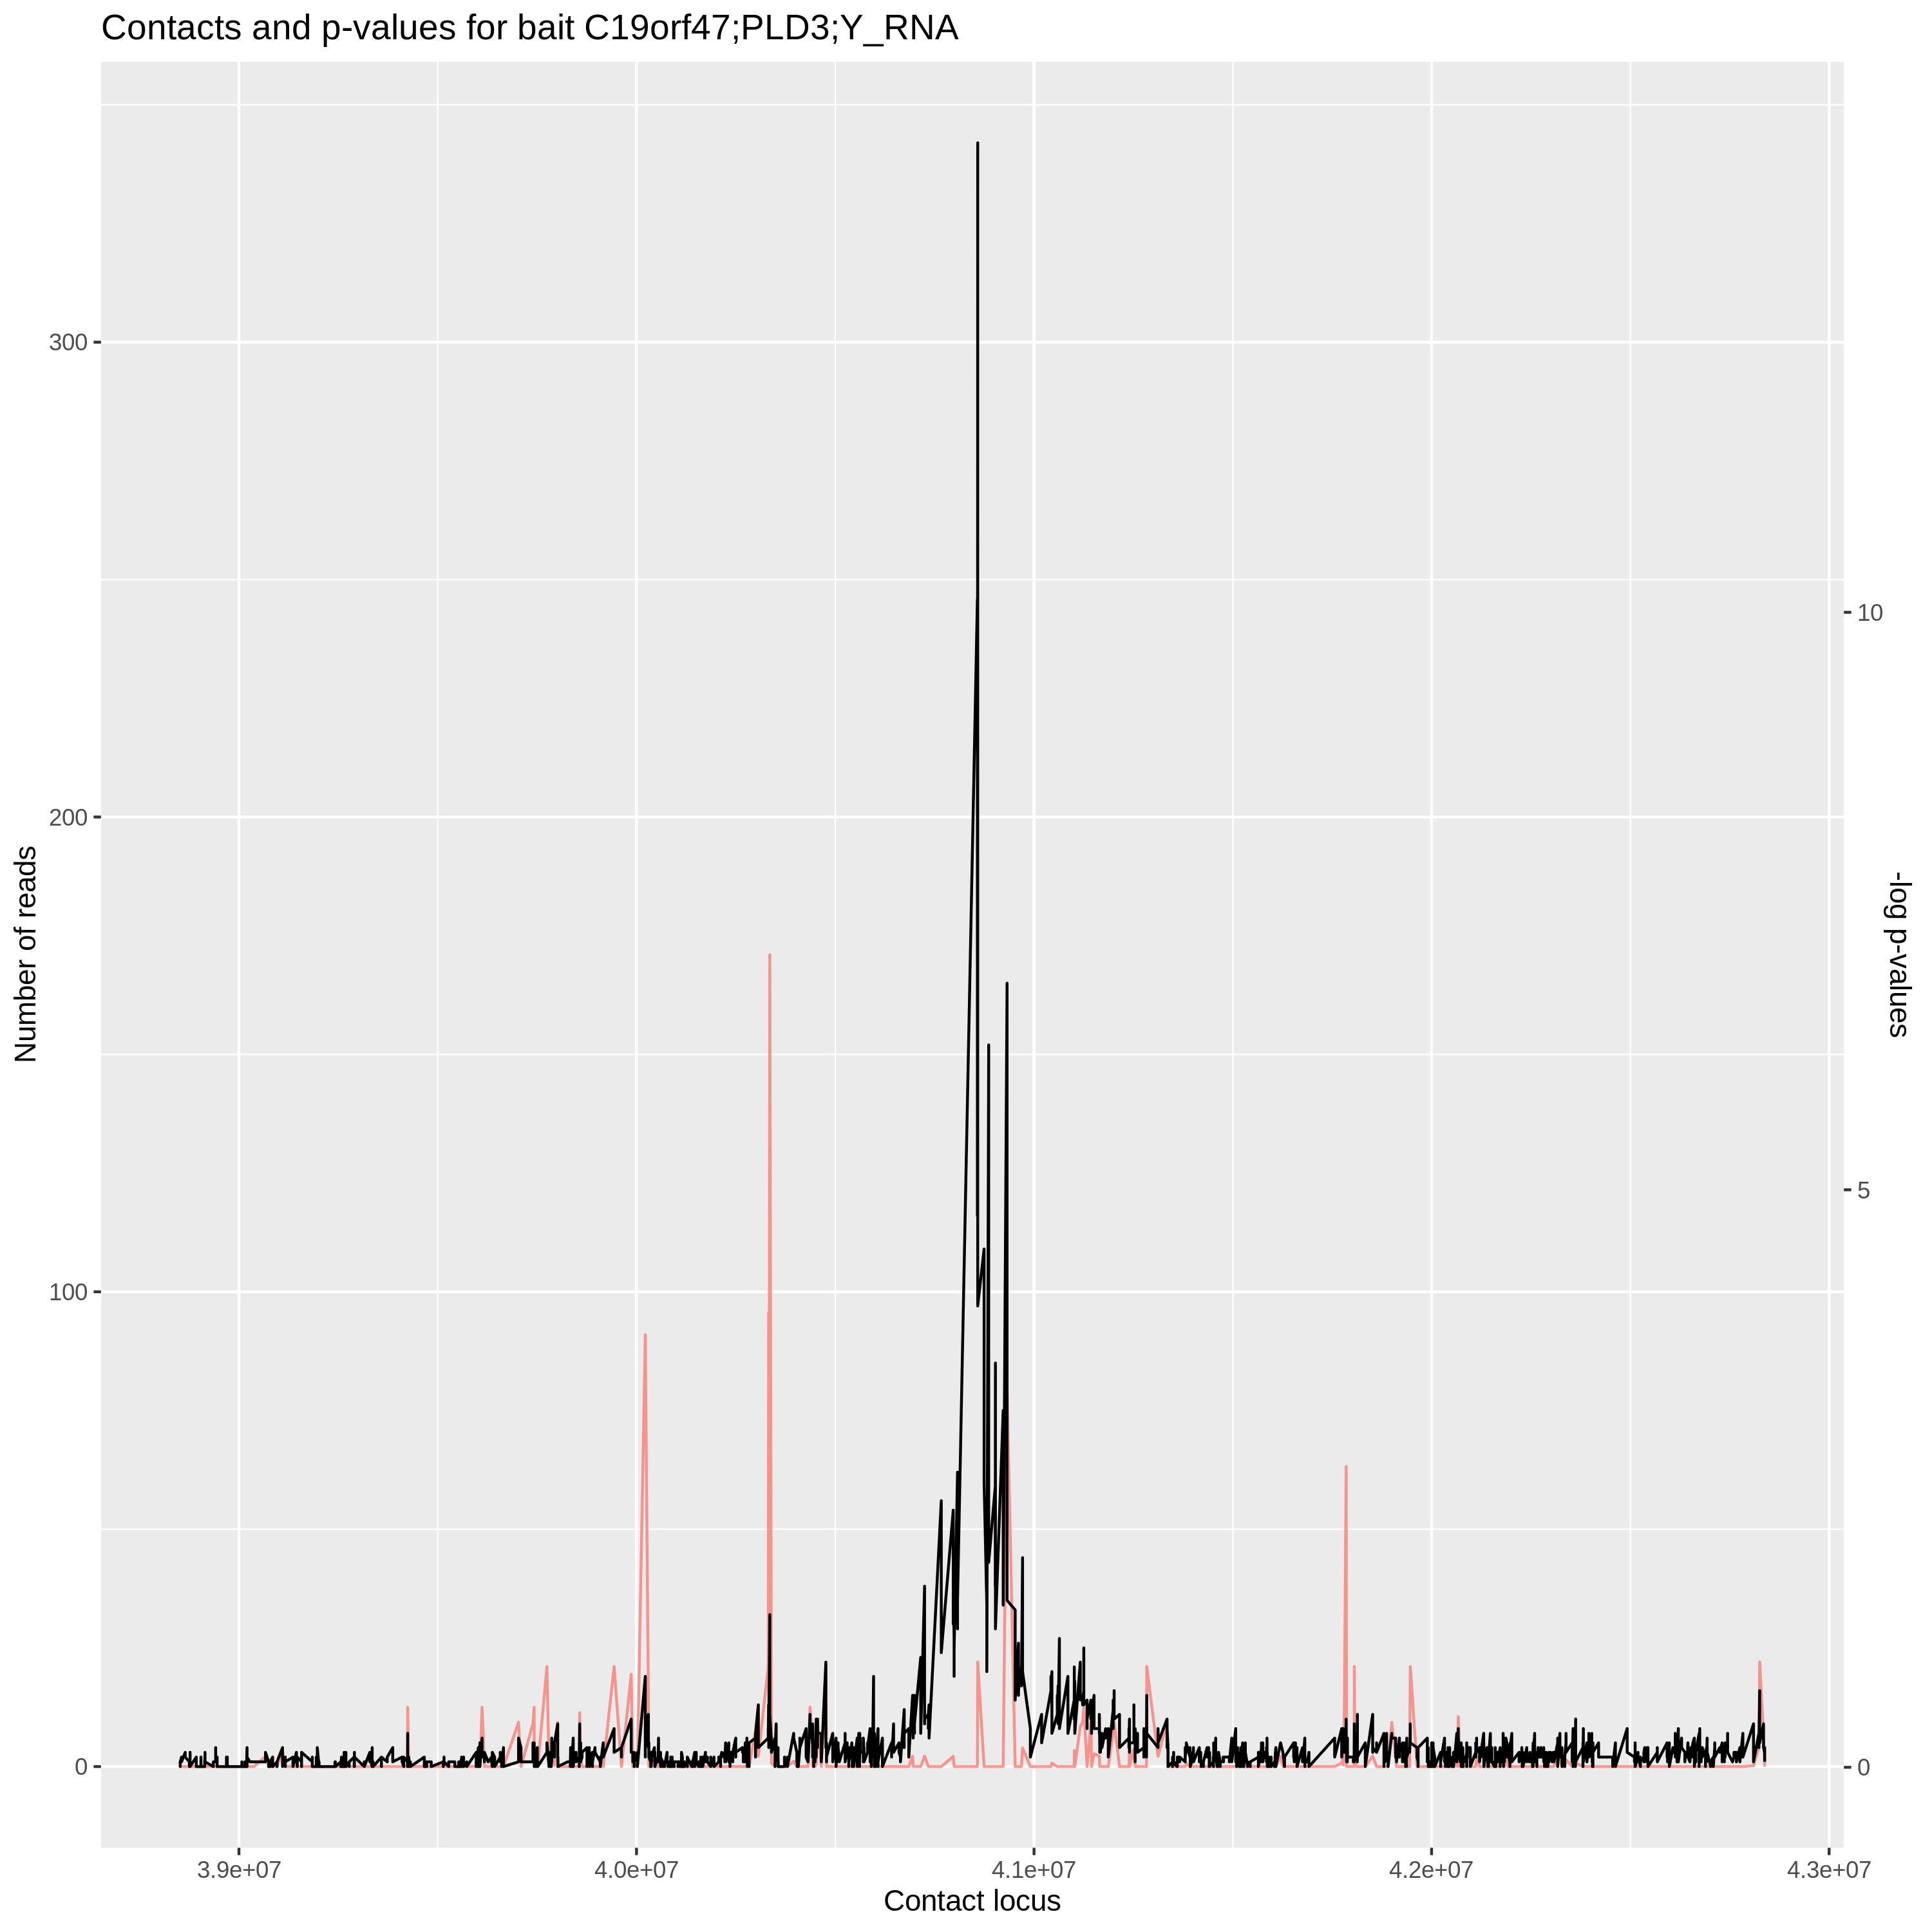 Contacts and p-values for bait C19orf47;PLD3;Y_RNA
300
200
100
0
Number of reads
10
5
0
-log p-values
3.9e+07
4.0e+07
4.1e+07
4.2e+07
4.3e+07
Contact locus